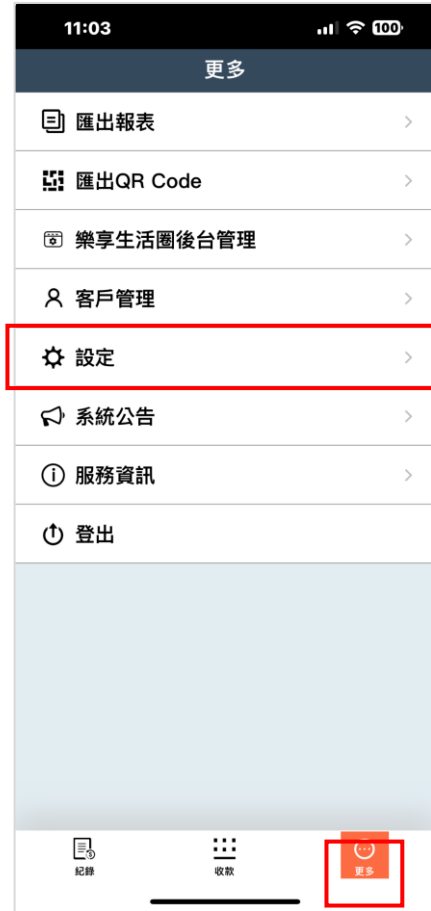 11:03
100
更多
匯出報表
匯出QR Code
樂享生活圈後台管理
客戶管理
設定
系統公告
服務資訊
登出
紀錄
收款
更多